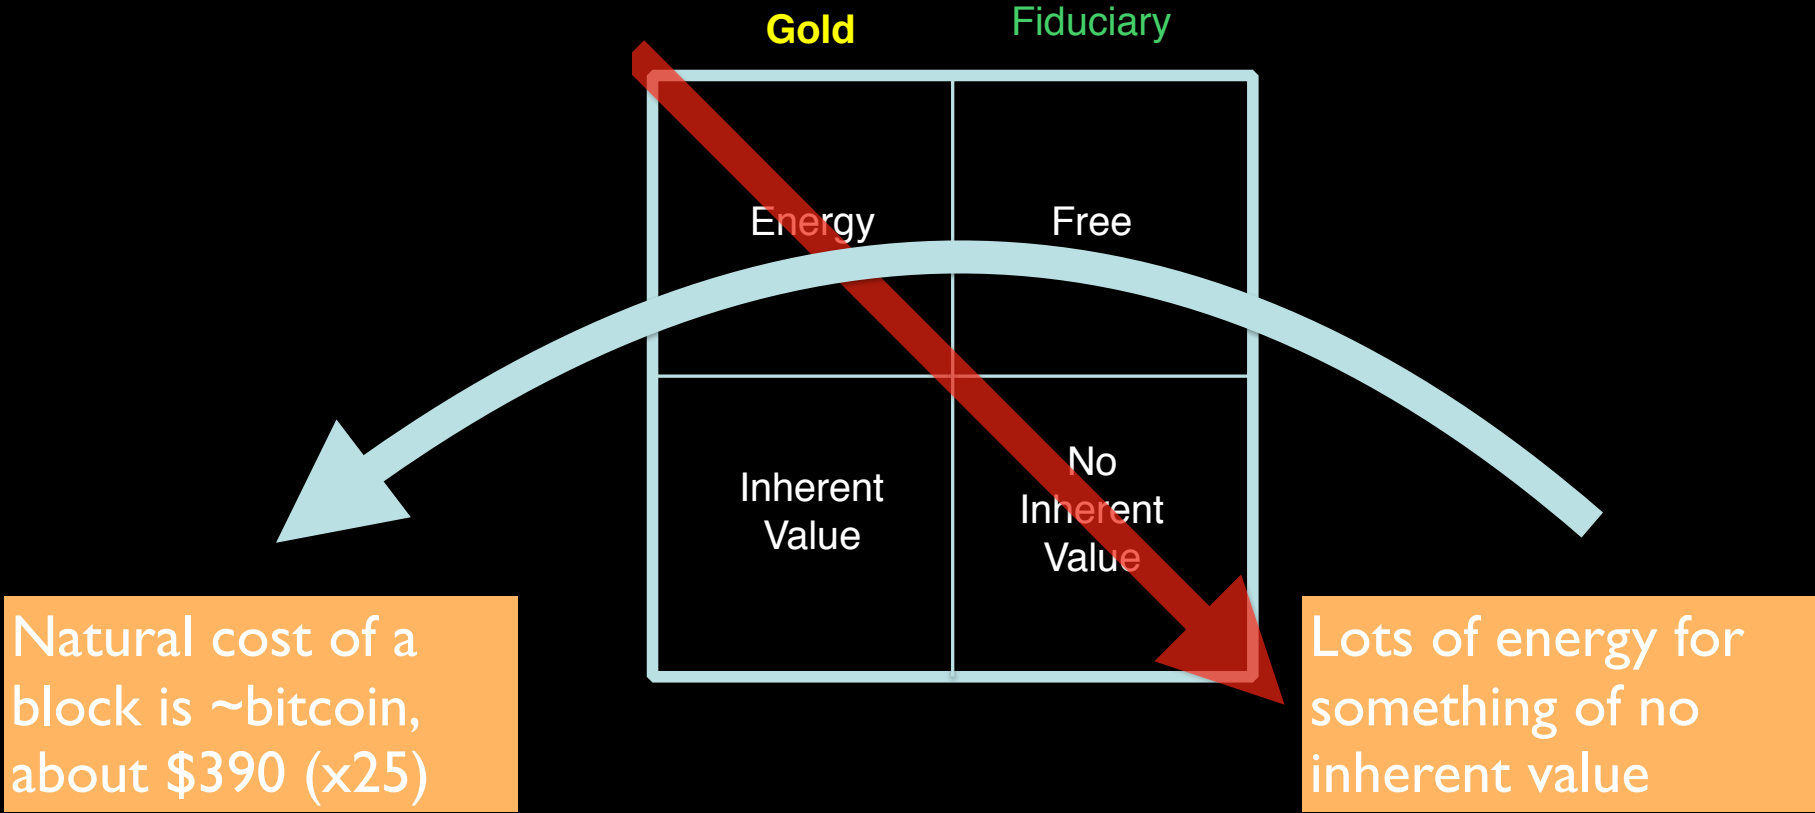 Gold
Fiduciary
Energy
Free
Inherent
Value
No
Inherent
Value
Natural cost of a
block is ~bitcoin,
about $390 (x25)
Lots of energy for
something of no
inherent value